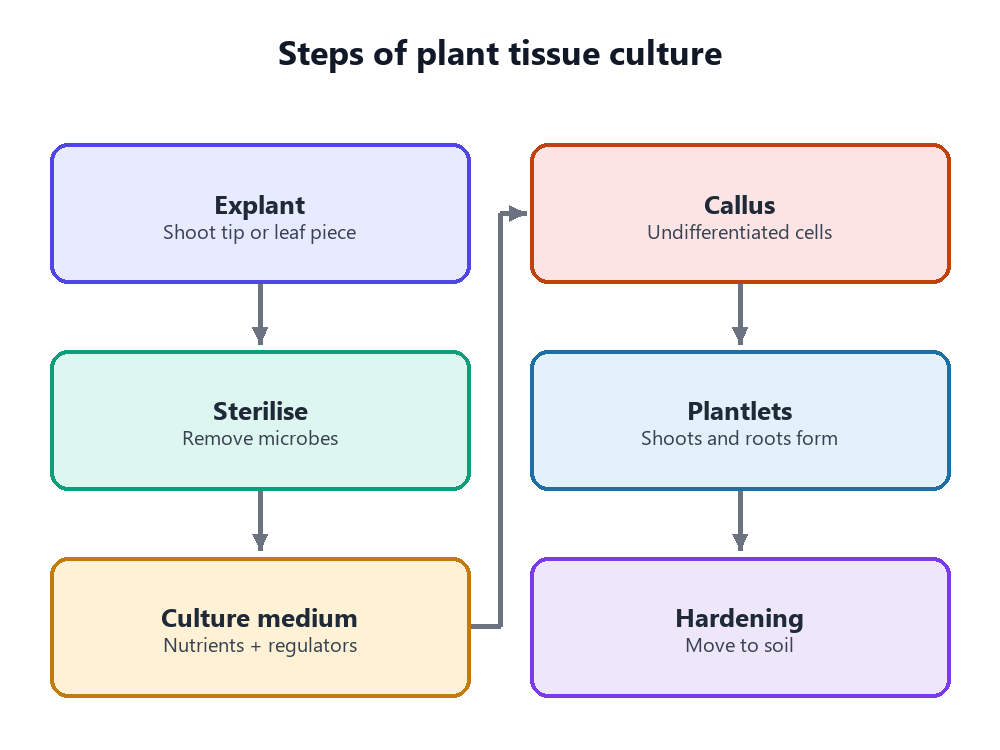 Steps of plant tissue culture
Explant
Shoot tip or leaf piece
Sterilise
Remove microbes
Culture medium
Nutrients + regulators
Callus
Undifferentiated cells
Plantlets
Shoots and roots form
Hardening
Move to soil